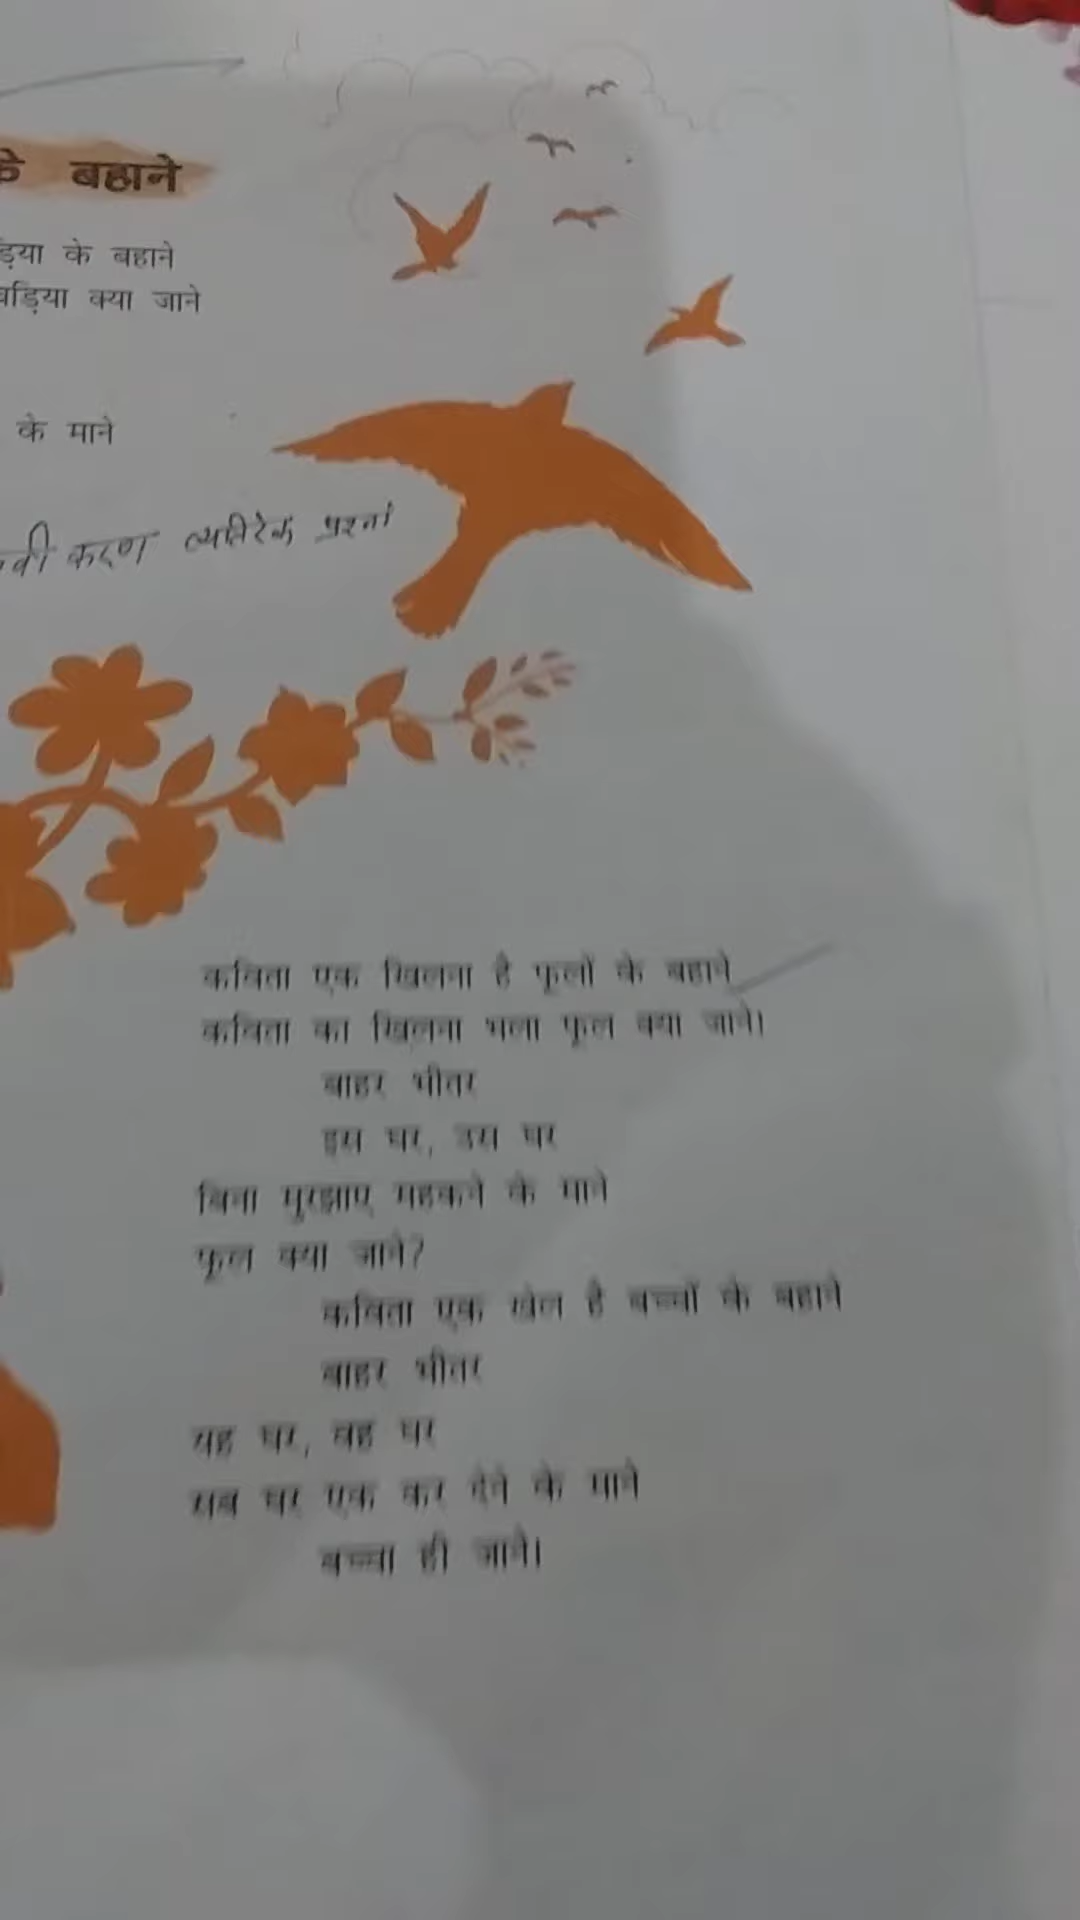 के बहाने
ड़िया के बहाने
चिड़िया क्या जाने
के माने
करण व्यतिरेक प्रश्ना
कविता एक खिलना है फूलों के बहाने
कविता का खिलना भला फूल क्या जाने।
बाहर भीतर
इस घर, उस घर
बिना मुरझाए महकने के माने
फूल क्या जाने?
कविता एक खेल है बच्चों के बहाने
बाहर भीतर
यह घर, वह घर
सब घर एक कर देने के माने
बच्चा ही जाने।